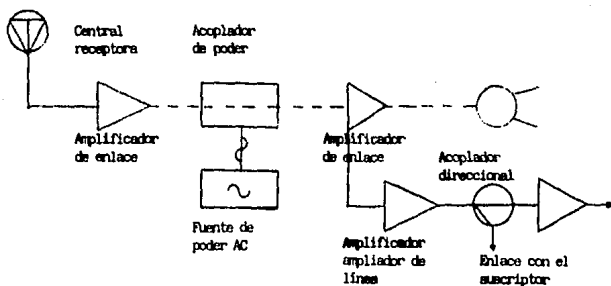 Central
receptora
Acoplador
de poder
Amplificador
de enlace
Amplificador
de enlace
Acoplador
direccional
Fuente de
poder AC
Amplificador
ampliador de
línea
Enlace con el
suscriptor